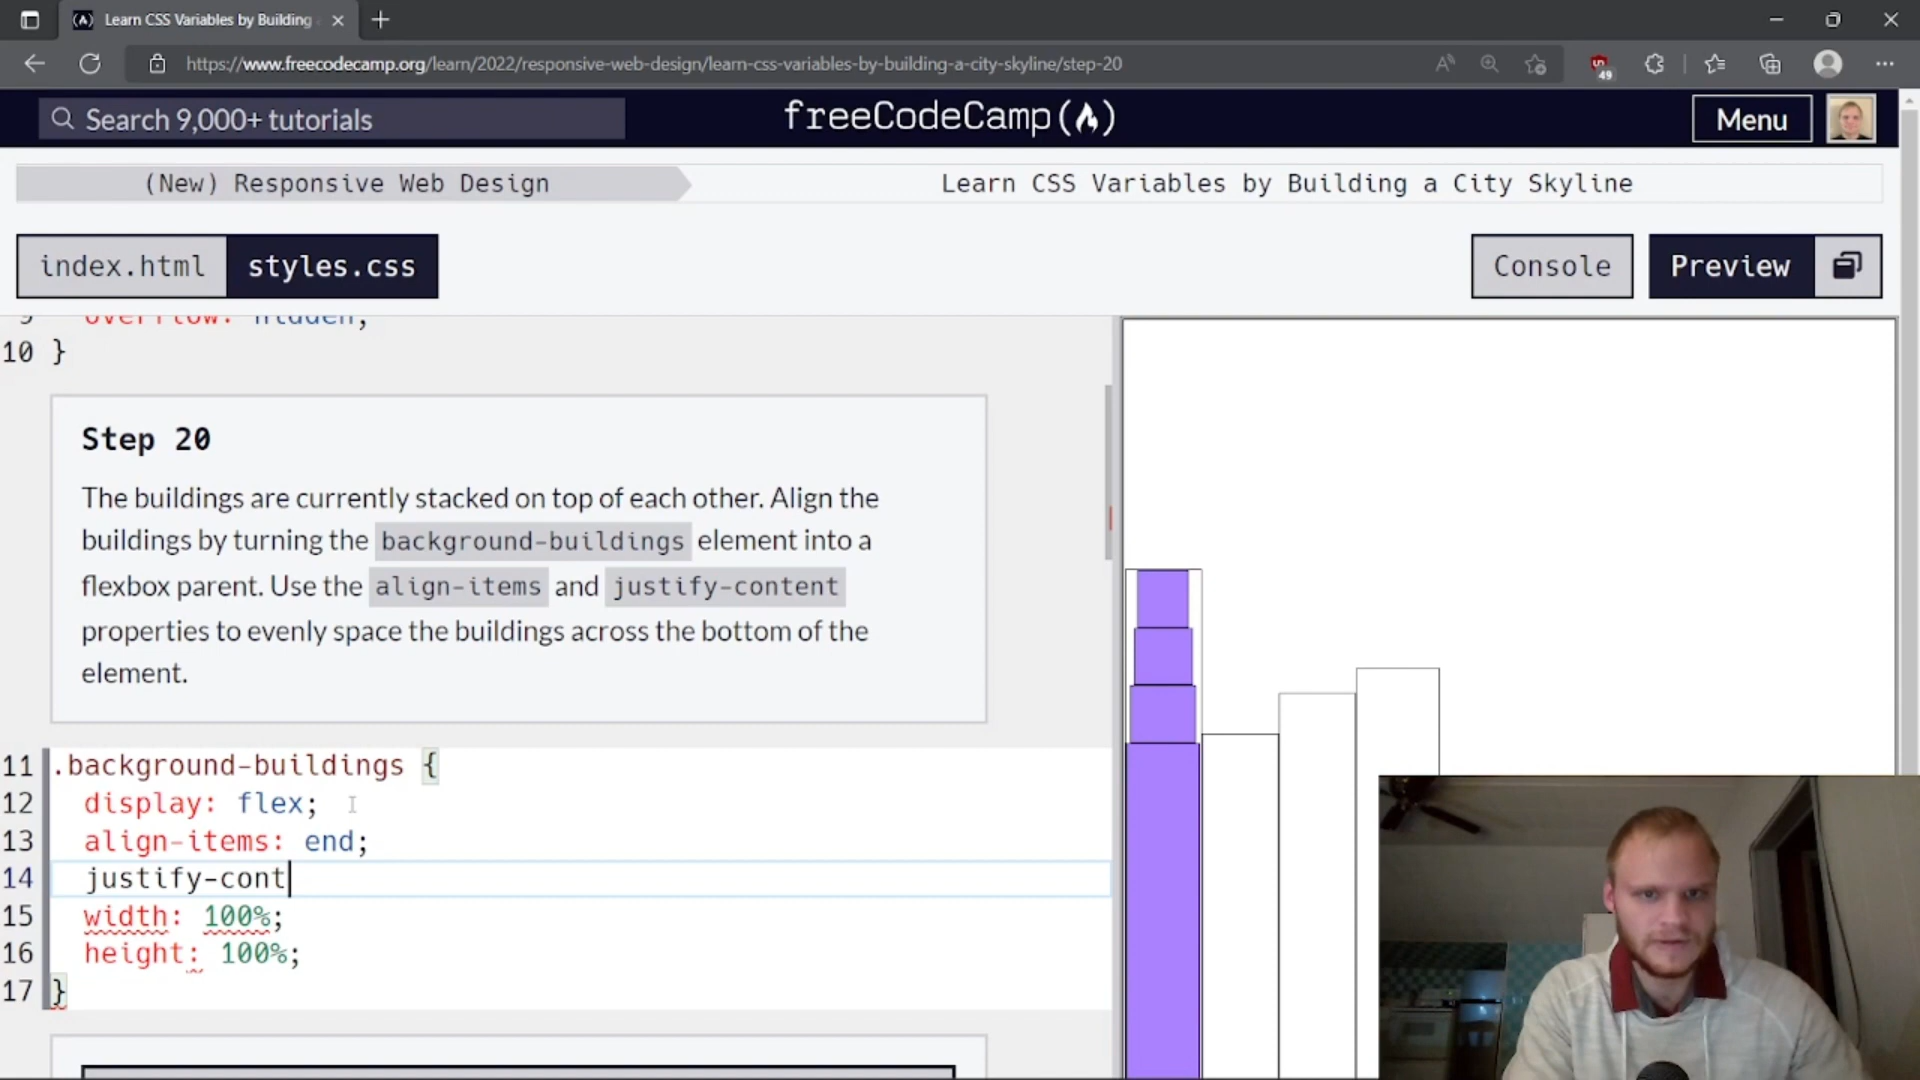 Learn CSS Variables by Building
https://www.freecodecamp.org/learn/2022/responsive-web-design/learn-css-variables-by-building-a-city-skyline/step-20
49
Search 9,000+ tutorials
freeCodeCamp
Menu
(New) Responsive Web Design
Learn CSS Variables by Building a City Skyline
index.html
styles.css
Console
Preview
9 overflow: hidden;
10 }
Step 20
The buildings are currently stacked on top of each other. Align the
buildings by turning the background-buildings element into a
flexbox parent. Use the align-items and justify-content
properties to evenly space the buildings across the bottom of the
element.
11 .background-buildings {
12 display: flex;
13 align-items: end;
14 justify-cont
15 width: 100%;
16 height: 100%;
17 }